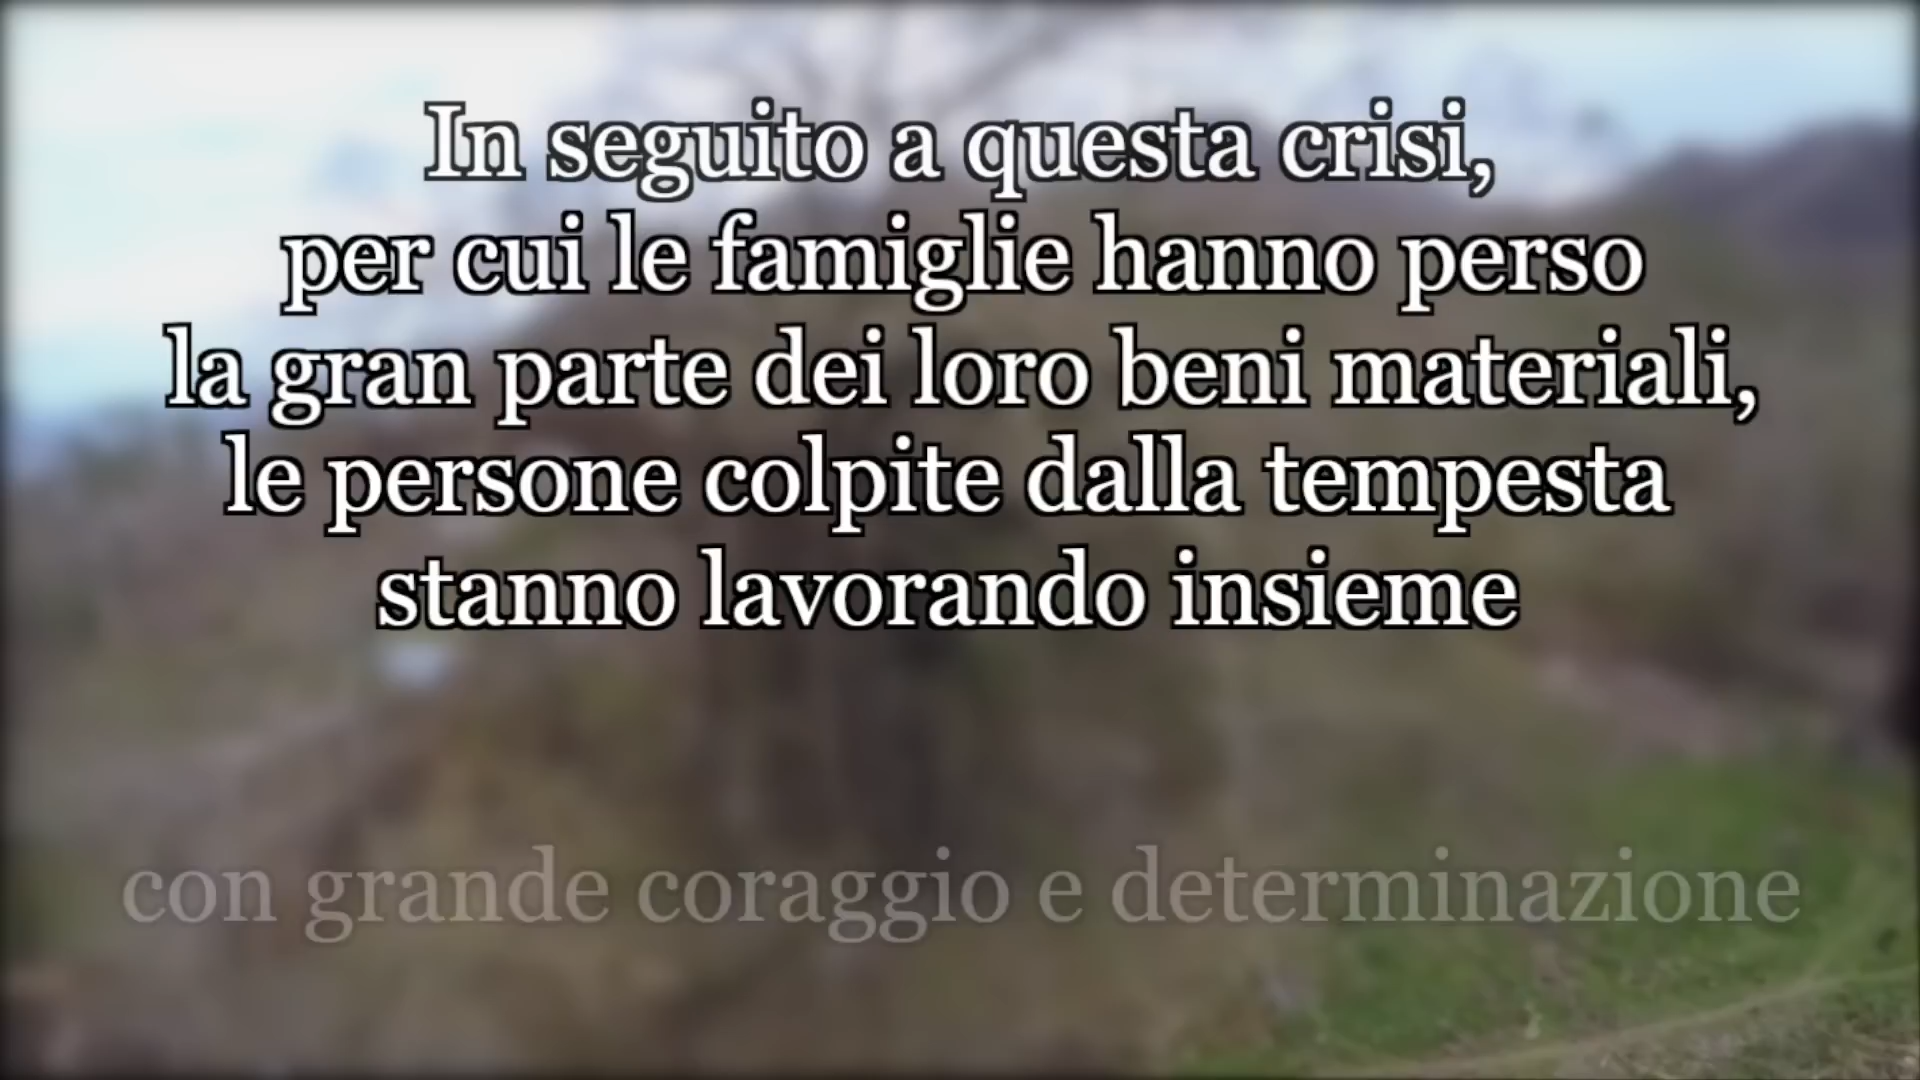 In seguito a questa crisi,
per cui le famiglie hanno perso
la gran parte dei loro beni materiali,
le persone colpite dalla tempesta
stanno lavorando insieme
con grande coraggio e determinazione